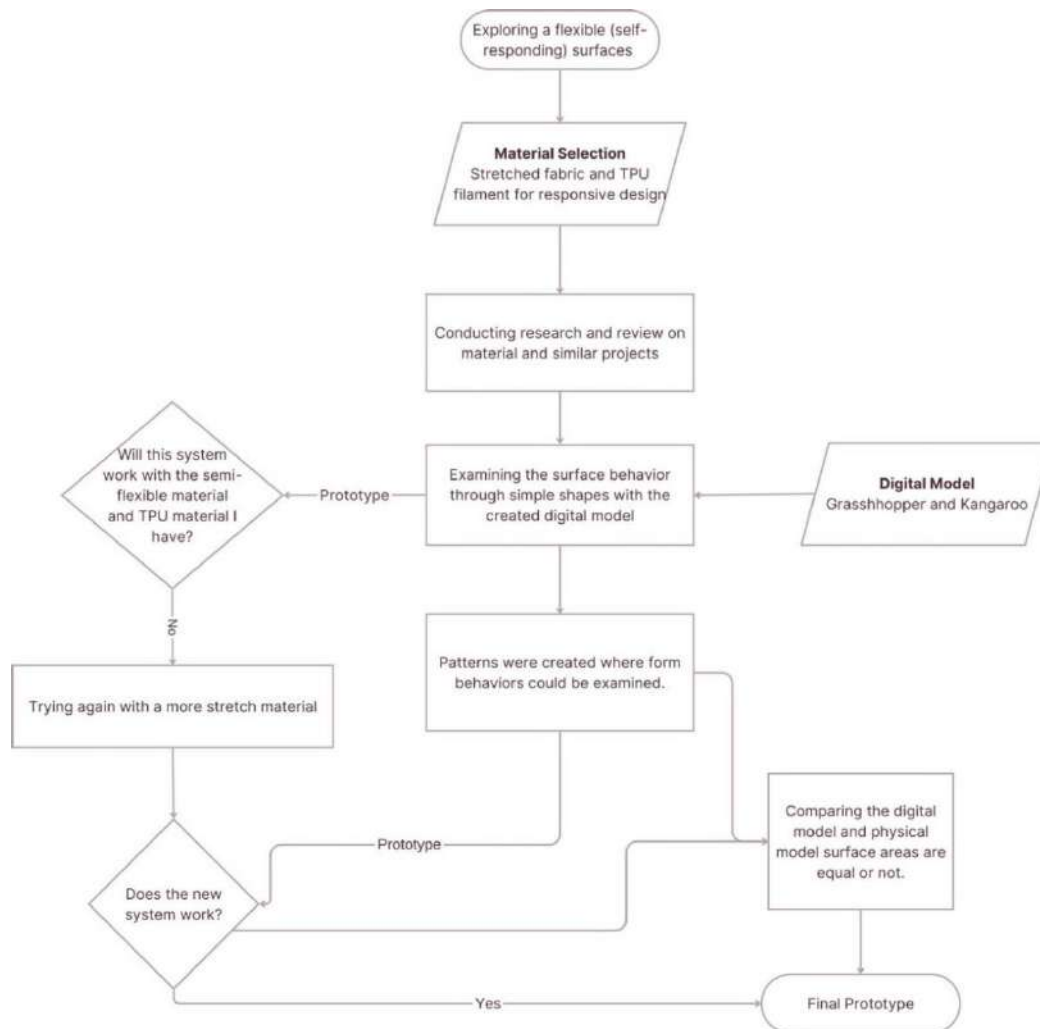 Exploring a flexible (self-
responding) surfaces
Material Selection
Stretched fabric and TPU
filament for responsive design
Conducting research and review on
material and similar projects
Will this system
work with the semi-
flexible material
and TPU material I
have?
Prototype
Examining the surface behavior
through simple shapes with the
created digital model
Digital Model
Grasshhopper and Kangaroo
No
Patterns were created where form
behaviors could be examined.
Trying again with a more stretch material
Prototype
Comparing the digital
model and physical
model surface areas are
equal or not.
Does the new
system work?
Yes
Final Prototype